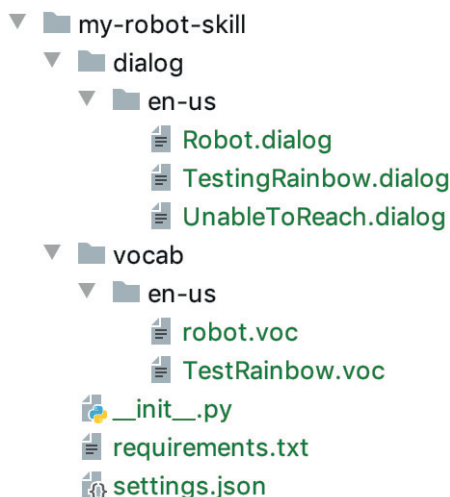 my-robot-skill
dialog
en-us
Robot.dialog
TestingRainbow.dialog
UnableToReach.dialog
vocab
en-us
robot.voc
TestRainbow.voc
__init__.py
requirements.txt
settings.json